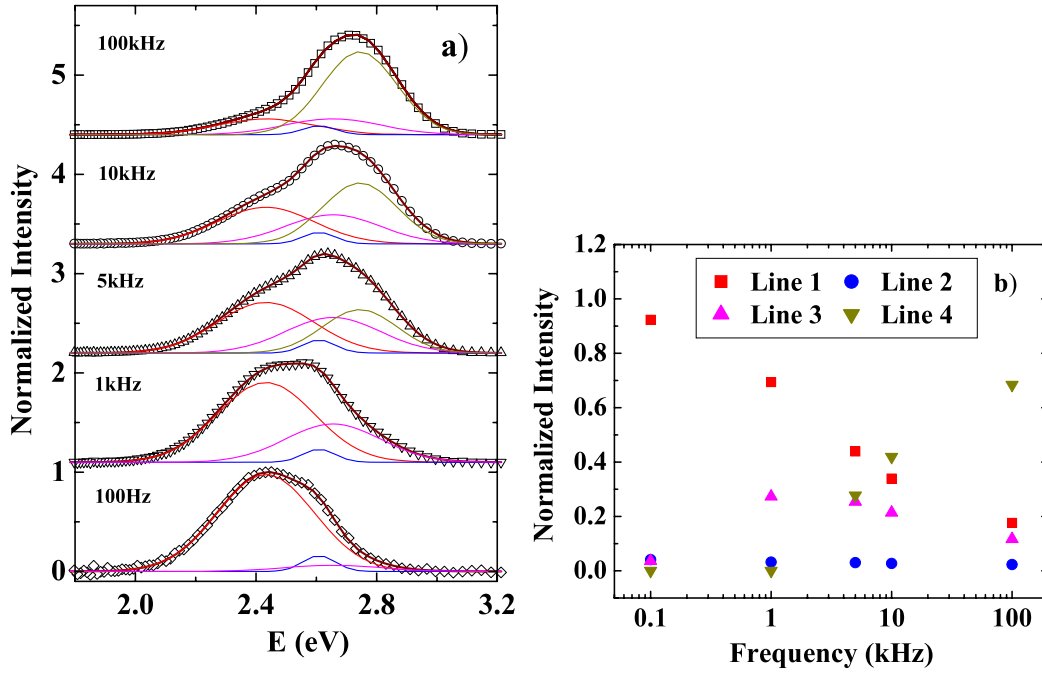 a)
100kHz
10kHz
5kHz
1kHz
100Hz
5
4
3
2
1
0
2.0 2.4 2.8 3.2
E (eV)
Normalized Intensity
b)
Line 1 Line 2
Line 3 Line 4
1.2
1.0
0.8
0.6
0.4
0.2
0.0
0.1 1 10 100
Frequency (kHz)
Normalized Intensity